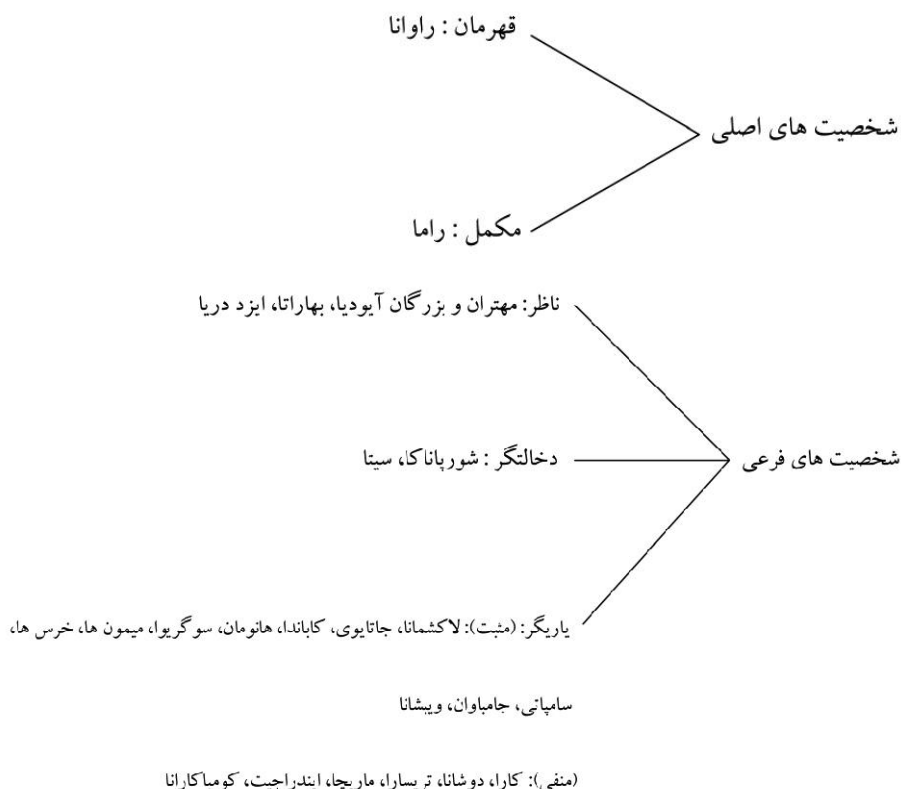 قهرمان : راوانا
شخصیت های اصلی
مکمل : راما
ناظر: مهتران و بزرگان آیودیا، بهاراتا، ایزد دریا
شخصیت های فرعی
دخالتگر : شورپاناکا، سیتا
یاریگر: (مثبت): لاکشمانا، جاتایوی، کاباندا، هانومان، سوگریوا، میمون ها، خرس ها،
سامپاتی، جامباوان، ویبشانا
(منفی): کارا، دوشانا، تریسارا، ماریچا، ایندراجیت، کومباکارانا